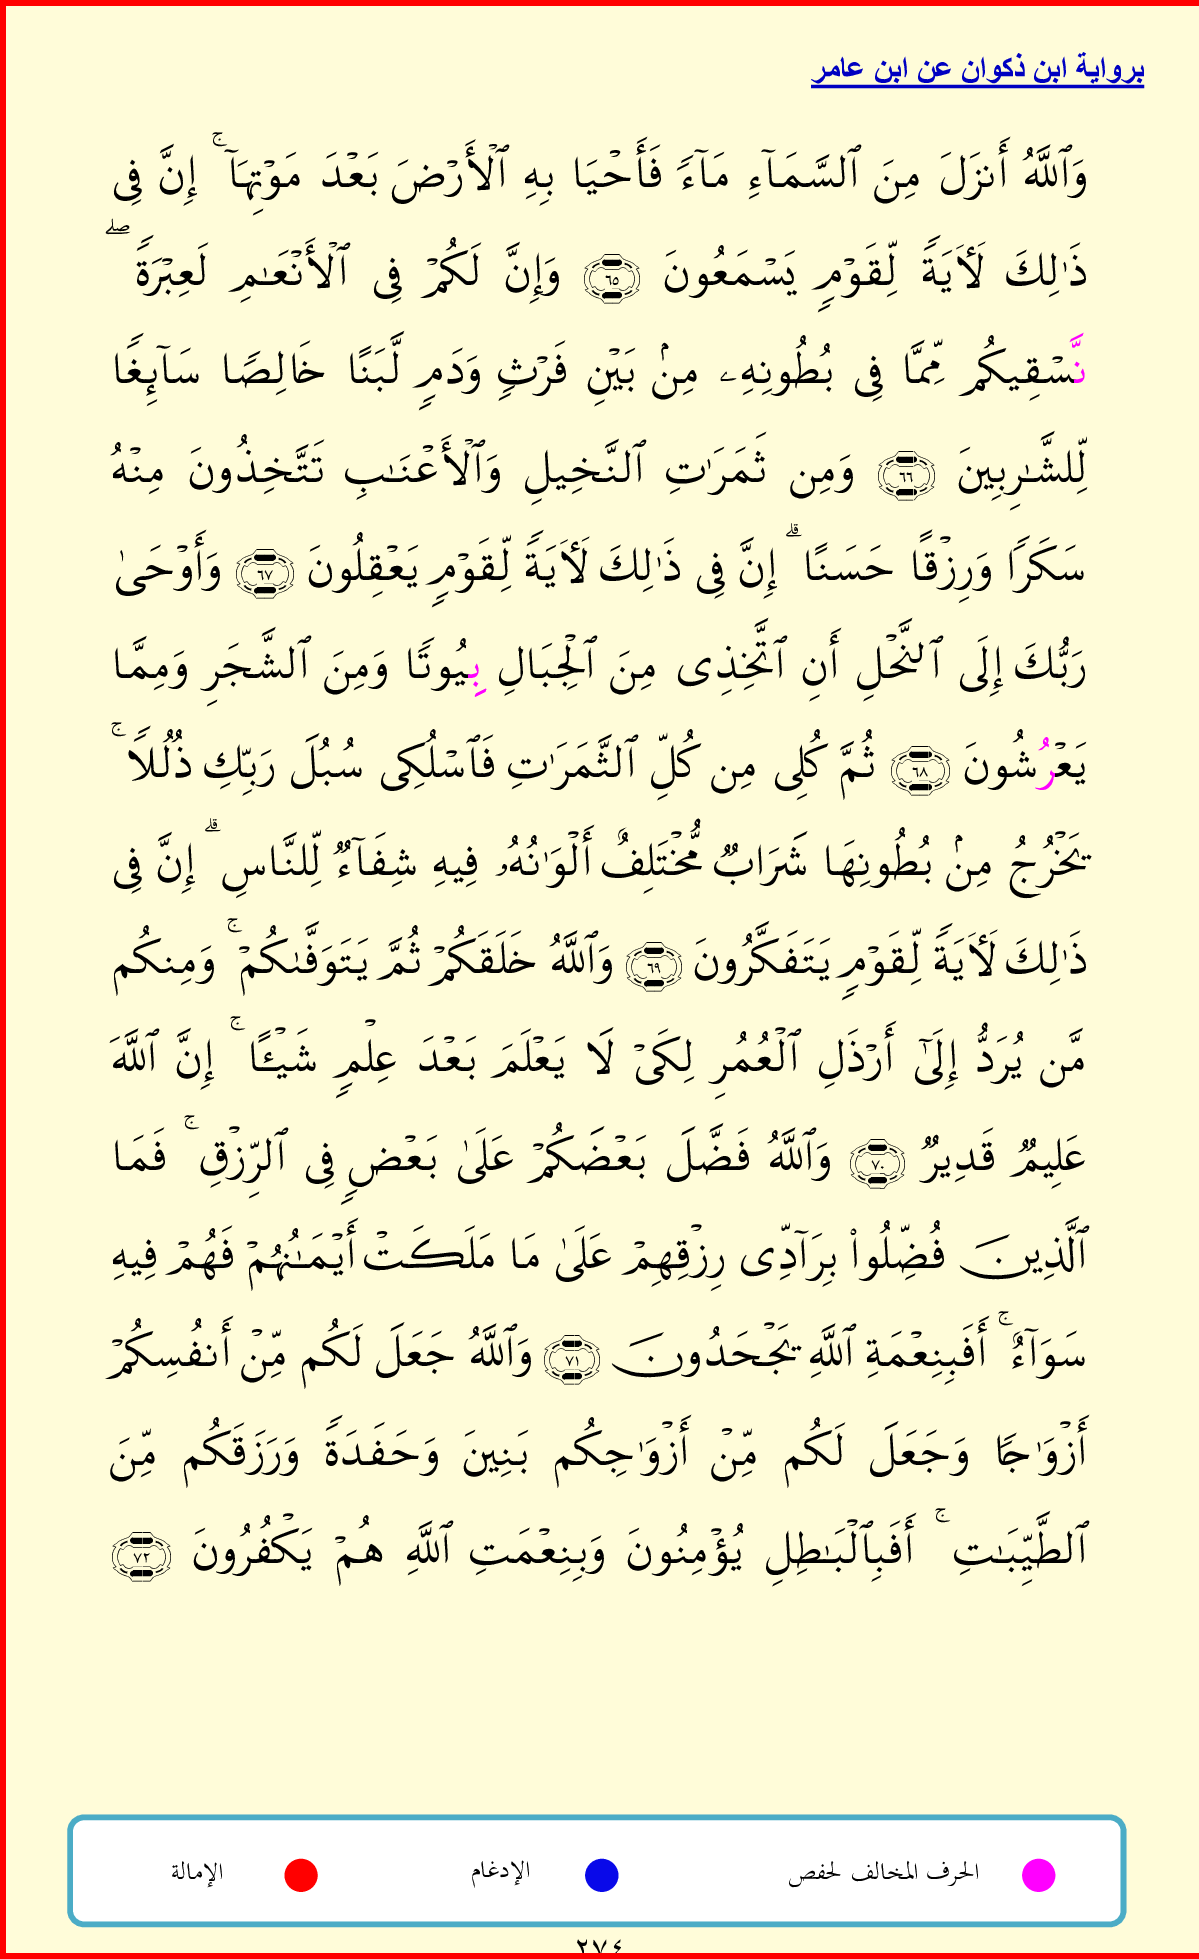 برواية ابن ذكوان عن ابن عامر
وَٱللَّهُ أَنزَلَ مِنَ ٱلسَّمَآءِ مَآءً فَأَحْيَا بِهِ ٱلْأَرْضَ بَعْدَ مَوْتِهَآ ۚ إِنَّ فِى
ذَٰلِكَ لَأَيَةً لِّقَوْمٍ يَسْمَعُونَ ٦٥ وَإِنَّ لَكُمْ فِى ٱلْأَنْعَـٰمِ لَعِبْرَةً ۖ
نَّسْقِيكُم مِّمَّا فِى بُطُونِهِۦ مِنۢ بَيْنِ فَرْثٍ وَدَمٍ لَّبَنًا خَالِصًا سَآئِغًا
لِّلشَّـٰرِبِينَ ٦٦ وَمِن ثَمَرَٰتِ ٱلنَّخِيلِ وَٱلْأَعْنَـٰبِ تَتَّخِذُونَ مِنْهُ
سَكَرًا وَرِزْقًا حَسَنًا ۗ إِنَّ فِى ذَٰلِكَ لَأَيَةً لِّقَوْمٍ يَعْقِلُونَ ٦٧ وَأَوْحَىٰ
رَبُّكَ إِلَى ٱلنَّحْلِ أَنِ ٱتَّخِذِى مِنَ ٱلْجِبَالِ بِيُوتًا وَمِنَ ٱلشَّجَرِ وَمِمَّا
يَعْرُشُونَ ٦٨ ثُمَّ كُلِى مِن كُلِّ ٱلثَّمَرَٰتِ فَٱسْلُكِى سُبُلَ رَبِّكِ ذُلُلًا ۚ
يَخْرُجُ مِنۢ بُطُونِهَا شَرَابٌ مُّخْتَلِفٌ أَلْوَٰنُهُۥ فِيهِ شِفَآءٌ لِّلنَّاسِ ۗ إِنَّ فِى
ذَٰلِكَ لَأَيَةً لِّقَوْمٍ يَتَفَكَّرُونَ ٦٩ وَٱللَّهُ خَلَقَكُمْ ثُمَّ يَتَوَفَّىٰكُمْ ۚ وَمِنكُم
مَّن يُرَدُّ إِلَىٰٓ أَرْذَلِ ٱلْعُمُرِ لِكَىْ لَا يَعْلَمَ بَعْدَ عِلْمٍ شَيْـًٔا ۚ إِنَّ ٱللَّهَ
عَلِيمٌ قَدِيرٌ ٧٠ وَٱللَّهُ فَضَّلَ بَعْضَكُمْ عَلَىٰ بَعْضٍ فِى ٱلرِّزْقِ ۚ فَمَا
ٱلَّذِينَ فُضِّلُوا۟ بِرَآدِّى رِزْقِهِمْ عَلَىٰ مَا مَلَكَتْ أَيْمَـٰنُهُمْ فَهُمْ فِيهِ
سَوَآءٌ ۚ أَفَبِنِعْمَةِ ٱللَّهِ يَجْحَدُونَ ٧١ وَٱللَّهُ جَعَلَ لَكُم مِّنْ أَنفُسِكُمْ
أَزْوَٰجًا وَجَعَلَ لَكُم مِّنْ أَزْوَٰجِكُم بَنِينَ وَحَفَدَةً وَرَزَقَكُم مِّنَ
ٱلطَّيِّبَـٰتِ ۚ أَفَبِٱلْبَـٰطِلِ يُؤْمِنُونَ وَبِنِعْمَتِ ٱللَّهِ هُمْ يَكْفُرُونَ ٧٢
الحرف المخالف لحفص الإدغام الإمالة
٢٧٤